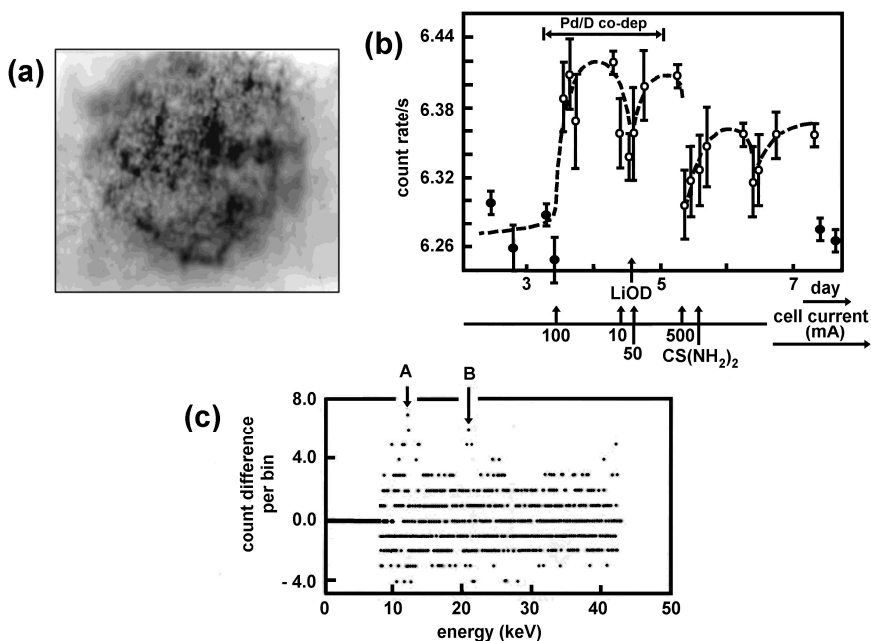 (a)
(b)
Pd/D co-dep
6.44
6.38
6.32
6.26
count rate/s
3
5
7
day
LiOD
cell current
(mA)
100
10
50
500
CS(NH2)2
(c)
A
B
8.0
4.0
0.0
- 4.0
count difference
per bin
0
10
20
30
40
50
energy (keV)